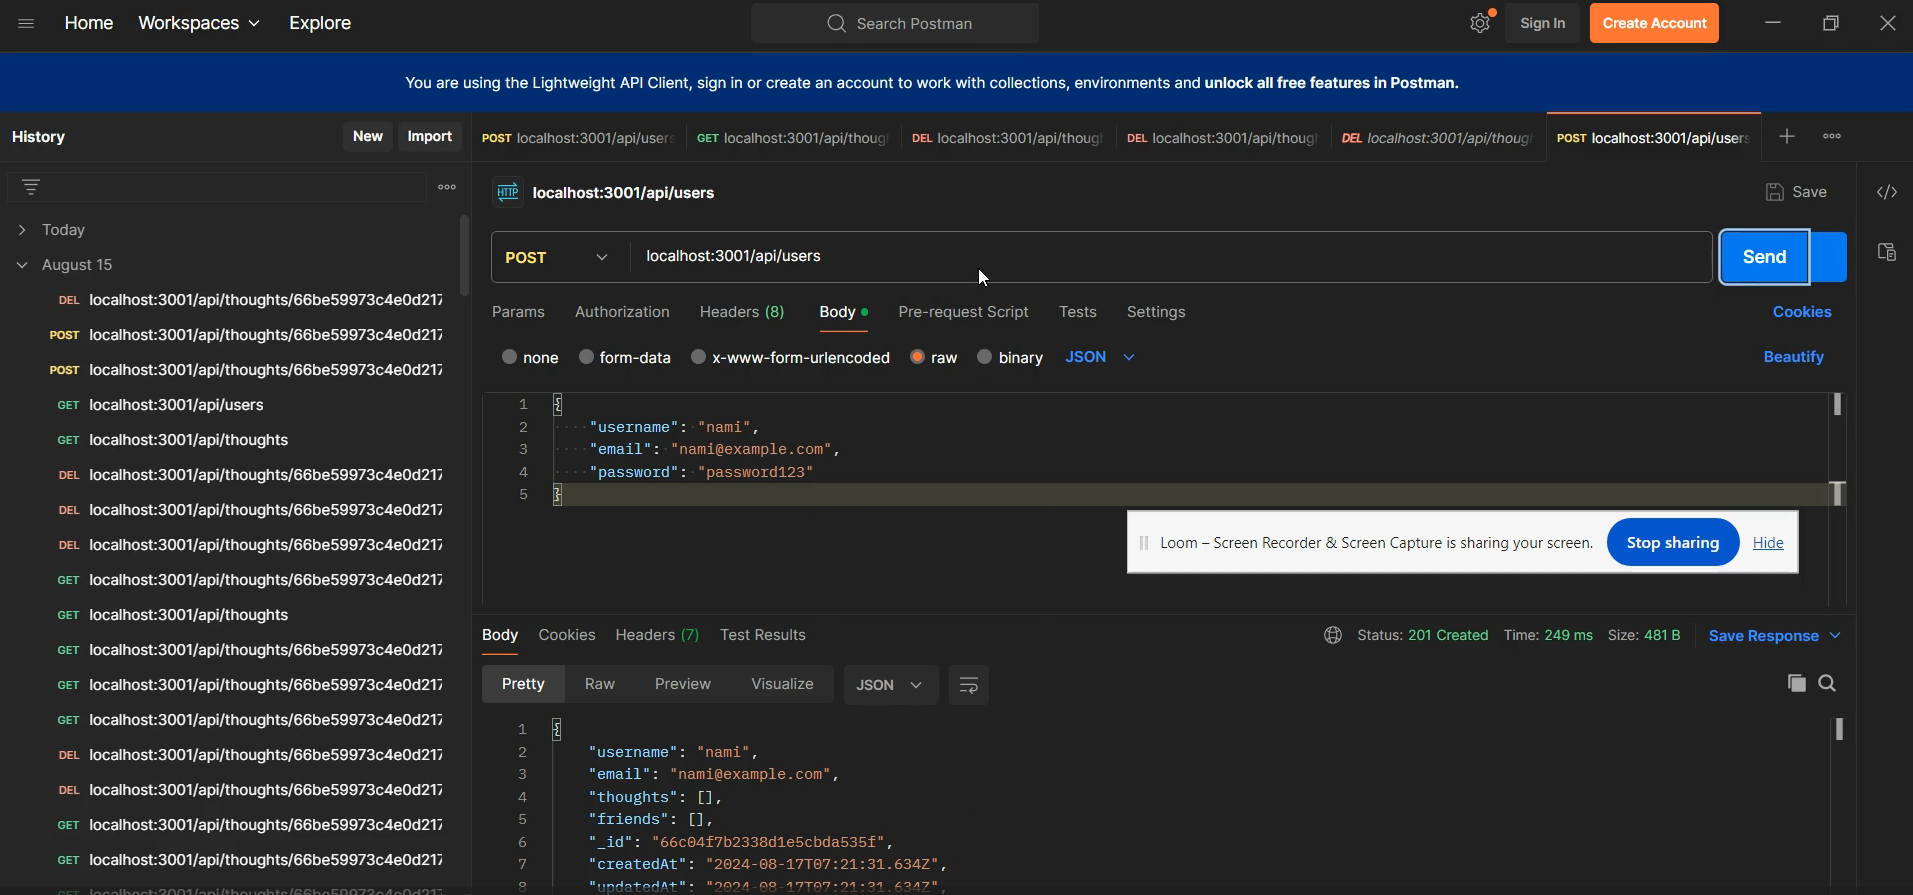 Home Workspaces Explore Search Postman Sign In Create Account
You are using the Lightweight API Client, sign in or create an account to work with collections, environments and unlock all free features in Postman.
History New Import
POST localhost:3001/api/users GET localhost:3001/api/thoug DEL localhost:3001/api/thoug DEL localhost:3001/api/thoug DEL localhost:3001/api/thoug POST localhost:3001/api/users
HTTP localhost:3001/api/users Save
Today
August 15
DEL localhost:3001/api/thoughts/66be59973c4e0d217
POST localhost:3001/api/thoughts/66be59973c4e0d217
POST localhost:3001/api/thoughts/66be59973c4e0d217
GET localhost:3001/api/users
GET localhost:3001/api/thoughts
DEL localhost:3001/api/thoughts/66be59973c4e0d217
DEL localhost:3001/api/thoughts/66be59973c4e0d217
DEL localhost:3001/api/thoughts/66be59973c4e0d217
GET localhost:3001/api/thoughts/66be59973c4e0d217
GET localhost:3001/api/thoughts
GET localhost:3001/api/thoughts/66be59973c4e0d217
GET localhost:3001/api/thoughts/66be59973c4e0d217
GET localhost:3001/api/thoughts/66be59973c4e0d217
DEL localhost:3001/api/thoughts/66be59973c4e0d217
DEL localhost:3001/api/thoughts/66be59973c4e0d217
GET localhost:3001/api/thoughts/66be59973c4e0d217
GET localhost:3001/api/thoughts/66be59973c4e0d217
GET localhost:3001/api/thoughts/66be59973c4e0d217
POST localhost:3001/api/users Send
Params Authorization Headers (8) Body Pre-request Script Tests Settings Cookies
none form-data x-www-form-urlencoded raw binary JSON Beautify
1 {
2 "username": "nami",
3 "email": "nami@example.com",
4 "password": "password123"
5 }
Loom – Screen Recorder & Screen Capture is sharing your screen. Stop sharing Hide
Body Cookies Headers (7) Test Results Status: 201 Created Time: 249 ms Size: 481 B Save Response
Pretty Raw Preview Visualize JSON
1 {
2 "username": "nami",
3 "email": "nami@example.com",
4 "thoughts": [],
5 "friends": [],
6 "_id": "66c04f7b2338d1e5cbda535f",
7 "createdAt": "2024-08-17T07:21:31.634Z",
8 "updatedAt": "2024-08-17T07:21:31.634Z",